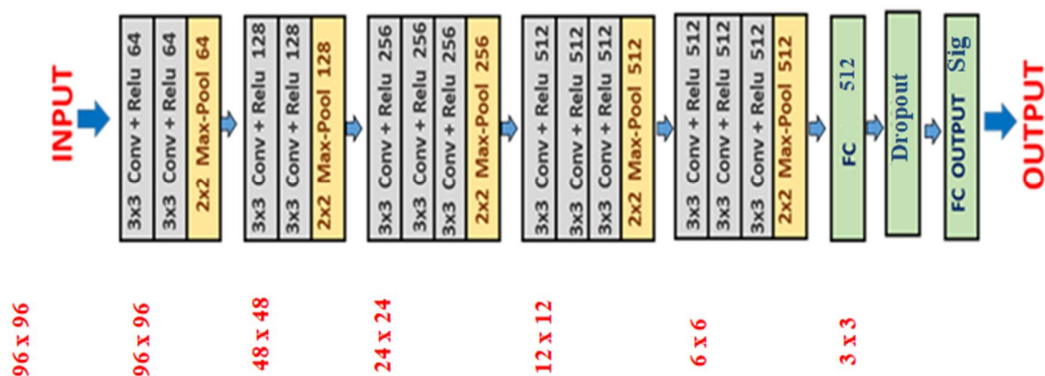 INPUT
3x3 Conv + Relu 64
3x3 Conv + Relu 64
2x2 Max-Pool 64
3x3 Conv + Relu 128
3x3 Conv + Relu 128
2x2 Max-Pool 128
3x3 Conv + Relu 256
3x3 Conv + Relu 256
3x3 Conv + Relu 256
2x2 Max-Pool 256
3x3 Conv + Relu 512
3x3 Conv + Relu 512
3x3 Conv + Relu 512
2x2 Max-Pool 512
3x3 Conv + Relu 512
3x3 Conv + Relu 512
3x3 Conv + Relu 512
2x2 Max-Pool 512
FC 512
Dropout
FC OUTPUT Sig
OUTPUT
96 x 96
96 x 96
48 x 48
24 x 24
12 x 12
6 x 6
3 x 3